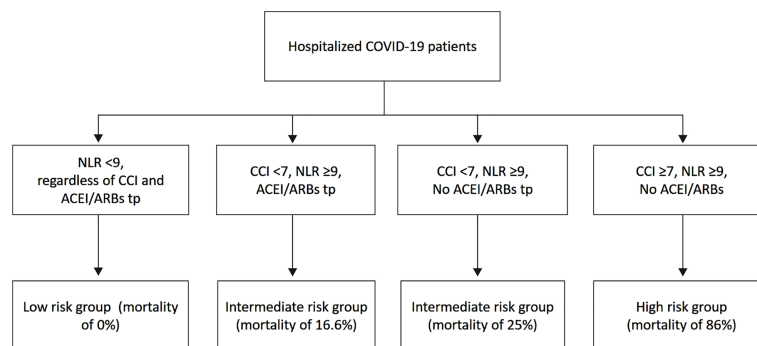 Hospitalized COVID-19
patients
NLR <9,
regardless of CCI and
ACEI/ARBs tp
CCI <7, NLR ≥9,
ACEI/ARBs tp
CCI <7, NLR ≥9,
No ACEI/ARBs tp
CCI ≥7, NLR ≥9,
No ACEI/ARBs
Low risk group (mortality
of 0%)
Intermediate risk group
(mortality of 16.6%)
Intermediate risk group
(mortality of 25%)
High risk group
(mortality of 86%)